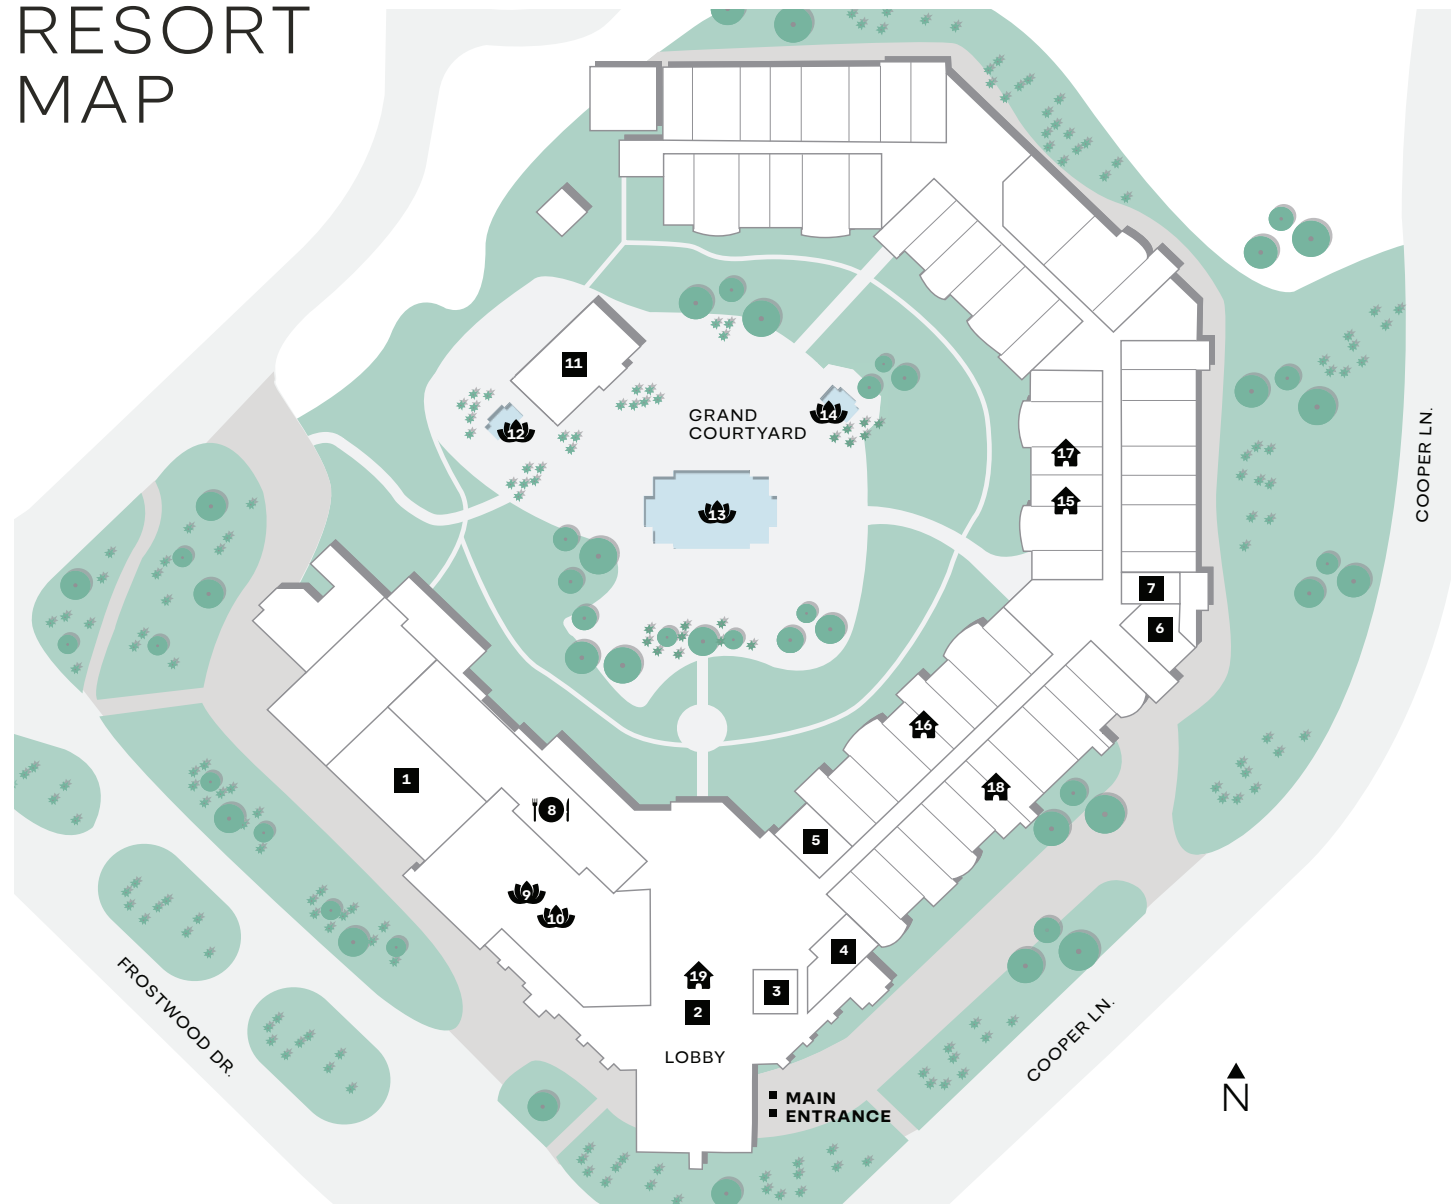 RESORT
MAP
11
12
GRAND
COURTYARD
14
13
17
15
7
6
16
18
1
8
5
9
10
4
19
3
2
LOBBY
MAIN
ENTRANCE
FROSTWOOD DR.
COOPER LN.
COOPER LN.
N